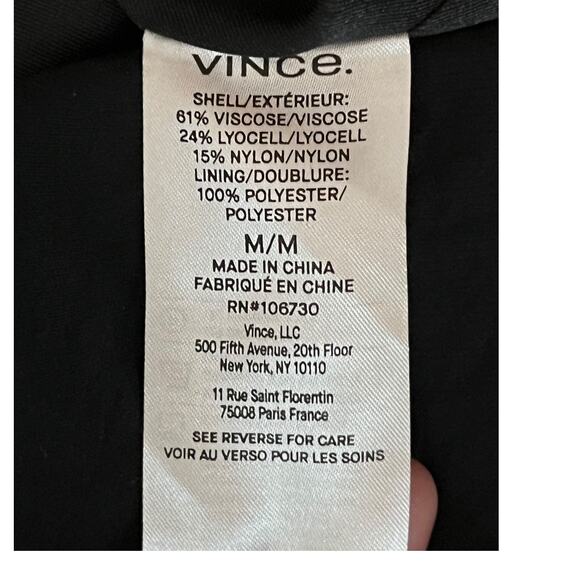 VINCe.
SHELL/EXTÉRIEUR:
61% VISCOSE/VISCOSE
24% LYOCELL/LYOCELL
15% NYLON/NYLON
LINING/DOUBLURE:
100% POLYESTER/
POLYESTER
M/M
MADE IN CHINA
FABRIQUÉ EN CHINE
RN#106730
Vince, LLC
500 Fifth Avenue, 20th Floor
New York, NY 10110
11 Rue Saint Florentin
75008 Paris France
SEE REVERSE FOR CARE
VOIR AU VERSO POUR LES SOINS